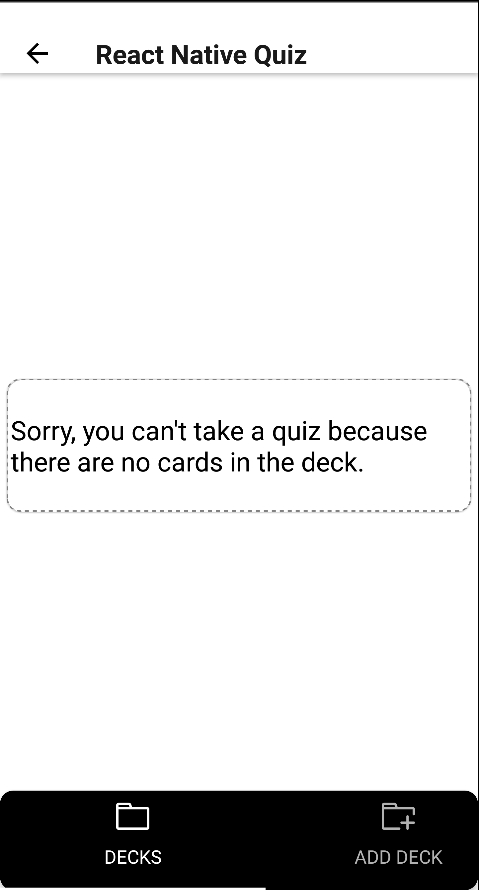 React Native Quiz
Sorry, you can't take a quiz because
there are no cards in the deck.
DECKS
ADD DECK